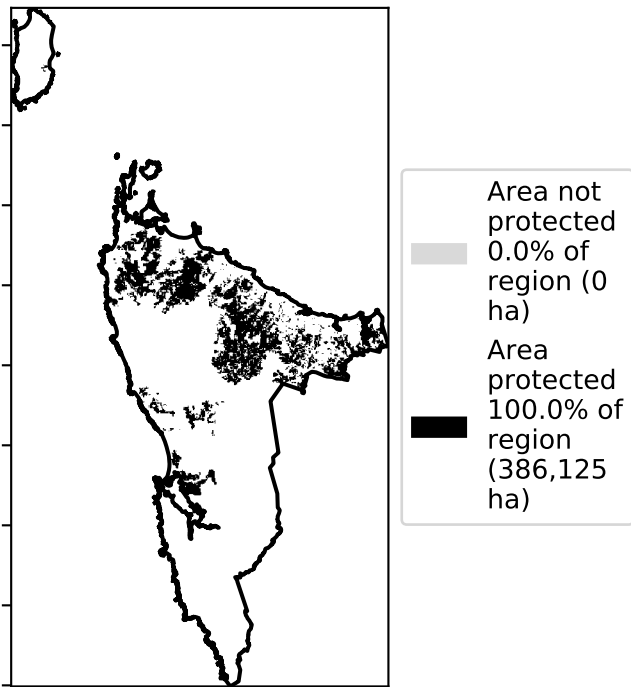 Area not
protected
0.0% of
region (0
ha)
Area
protected
100.0% of
region
(386,125
ha)